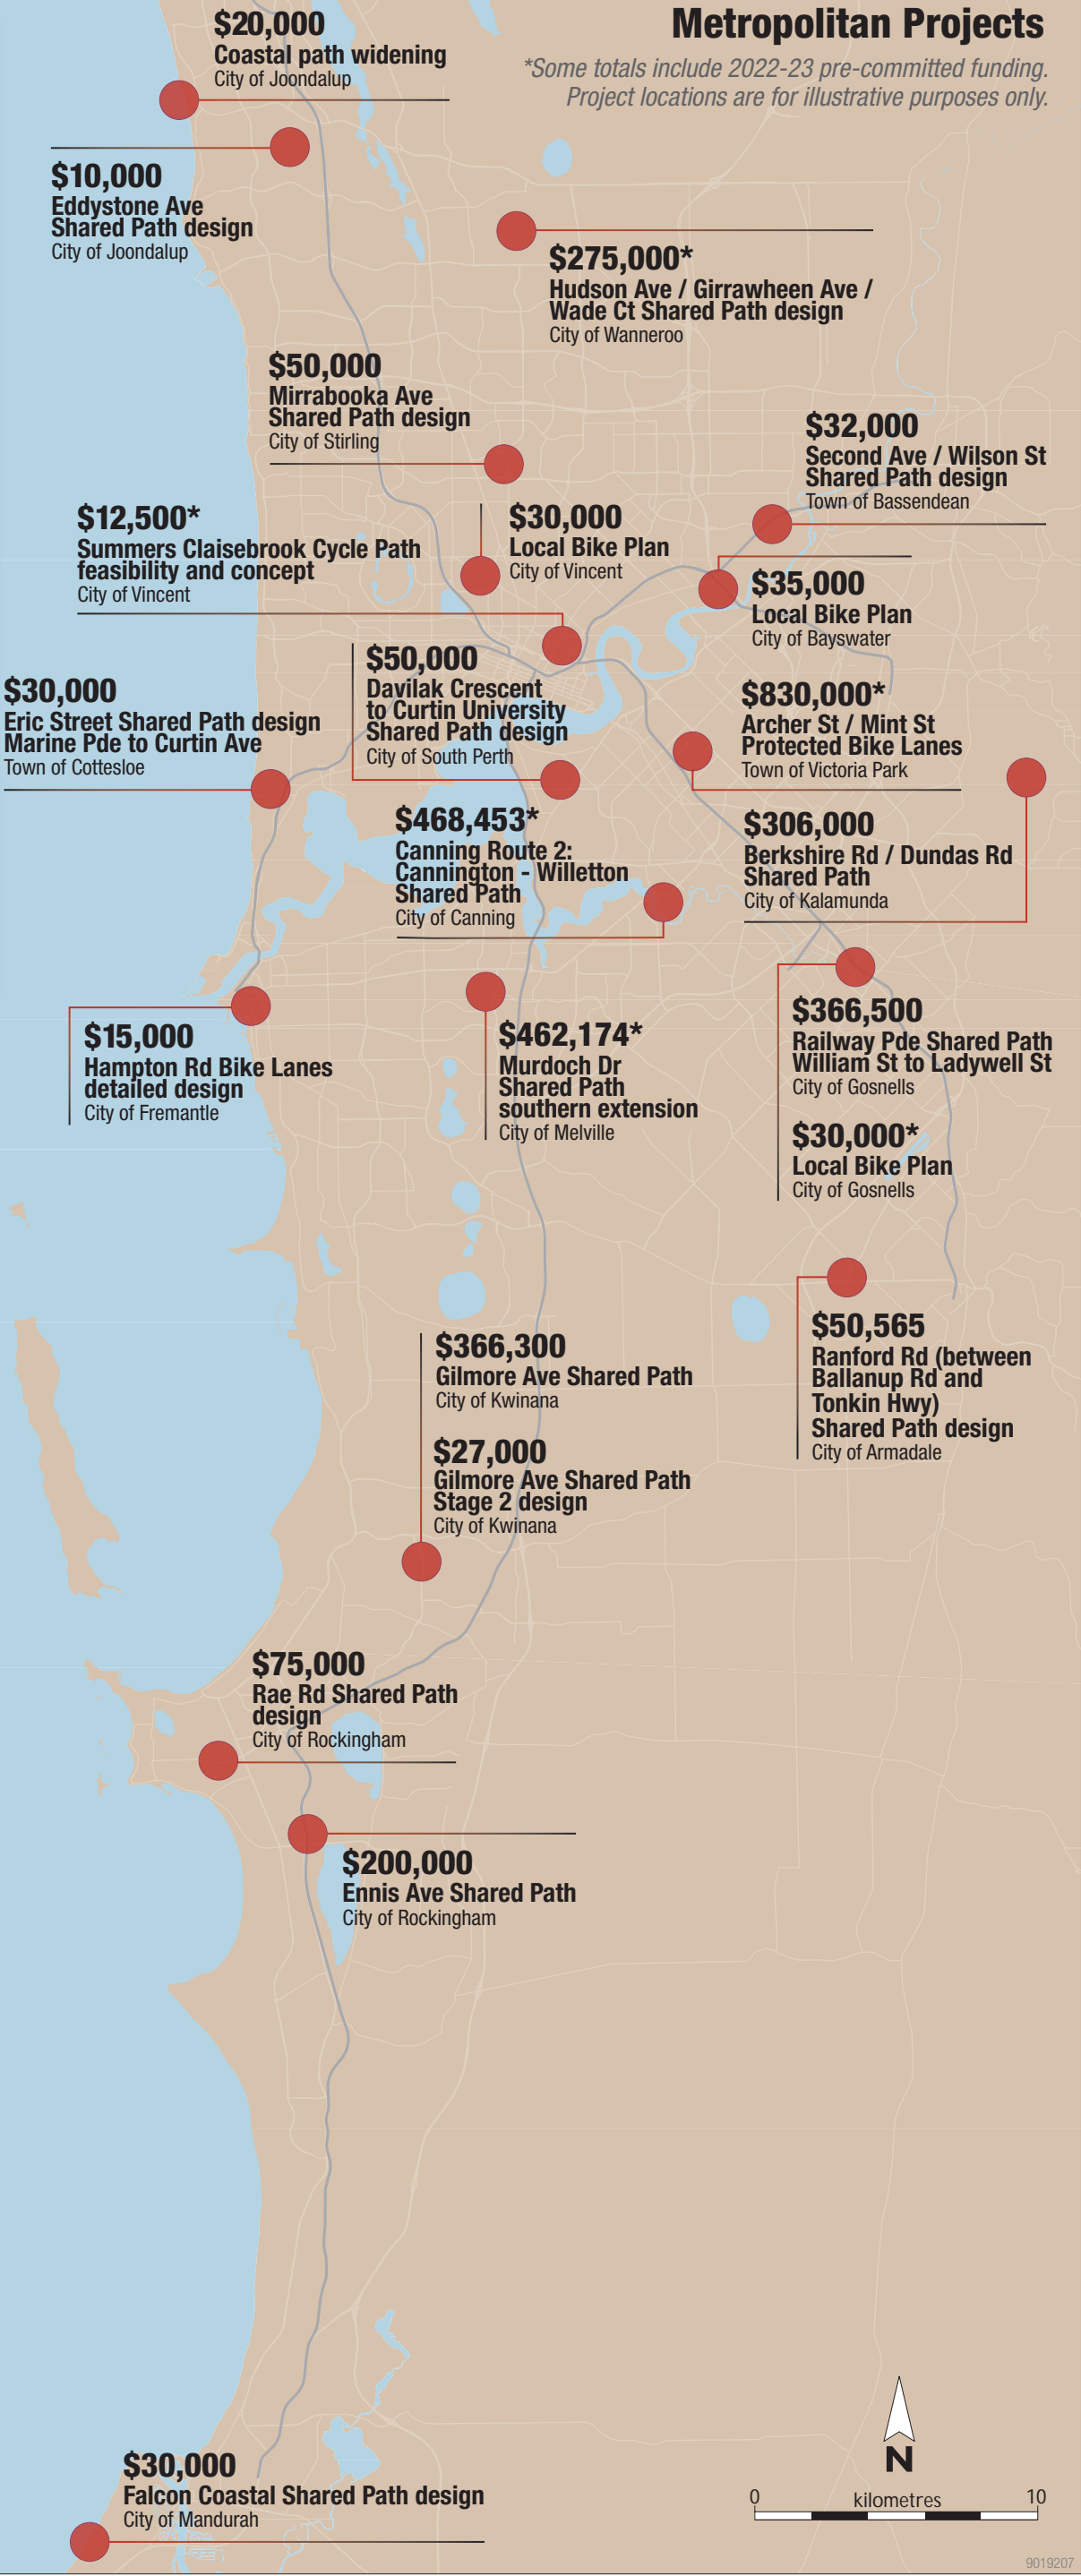 Metropolitan Projects
*Some totals include 2022-23 pre-committed funding.
Project locations are for illustrative purposes only.
$20,000
Coastal path widening
City of Joondalup
$10,000
Eddystone Ave
Shared Path design
City of Joondalup
$275,000*
Hudson Ave / Girrawheen Ave /
Wade Ct Shared Path design
City of Wanneroo
$50,000
Mirrabooka Ave
Shared Path design
City of Stirling
$32,000
Second Ave / Wilson St
Shared Path design
Town of Bassendean
$12,500*
Summers Claisebrook Cycle Path
feasibility and concept
City of Vincent
$30,000
Local Bike Plan
City of Vincent
$35,000
Local Bike Plan
City of Bayswater
$50,000
Davilak Crescent
to Curtin University
Shared Path design
City of South Perth
$30,000
Eric Street Shared Path design
Marine Pde to Curtin Ave
Town of Cottesloe
$830,000*
Archer St / Mint St
Protected Bike Lanes
Town of Victoria Park
$468,453*
Canning Route 2:
Cannington - Willetton
Shared Path
City of Canning
$306,000
Berkshire Rd / Dundas Rd
Shared Path
City of Kalamunda
$15,000
Hampton Rd Bike Lanes
detailed design
City of Fremantle
$462,174*
Murdoch Dr
Shared Path
southern extension
City of Melville
$366,500
Railway Pde Shared Path
William St to Ladywell St
City of Gosnells
$30,000*
Local Bike Plan
City of Gosnells
$50,565
Ranford Rd (between
Ballanup Rd and
Tonkin Hwy)
Shared Path design
City of Armadale
$366,300
Gilmore Ave Shared Path
City of Kwinana
$27,000
Gilmore Ave Shared Path
Stage 2 design
City of Kwinana
$75,000
Rae Rd Shared Path
design
City of Rockingham
$200,000
Ennis Ave Shared Path
City of Rockingham
$30,000
Falcon Coastal Shared Path design
City of Mandurah
N
0 kilometres 10
9019207